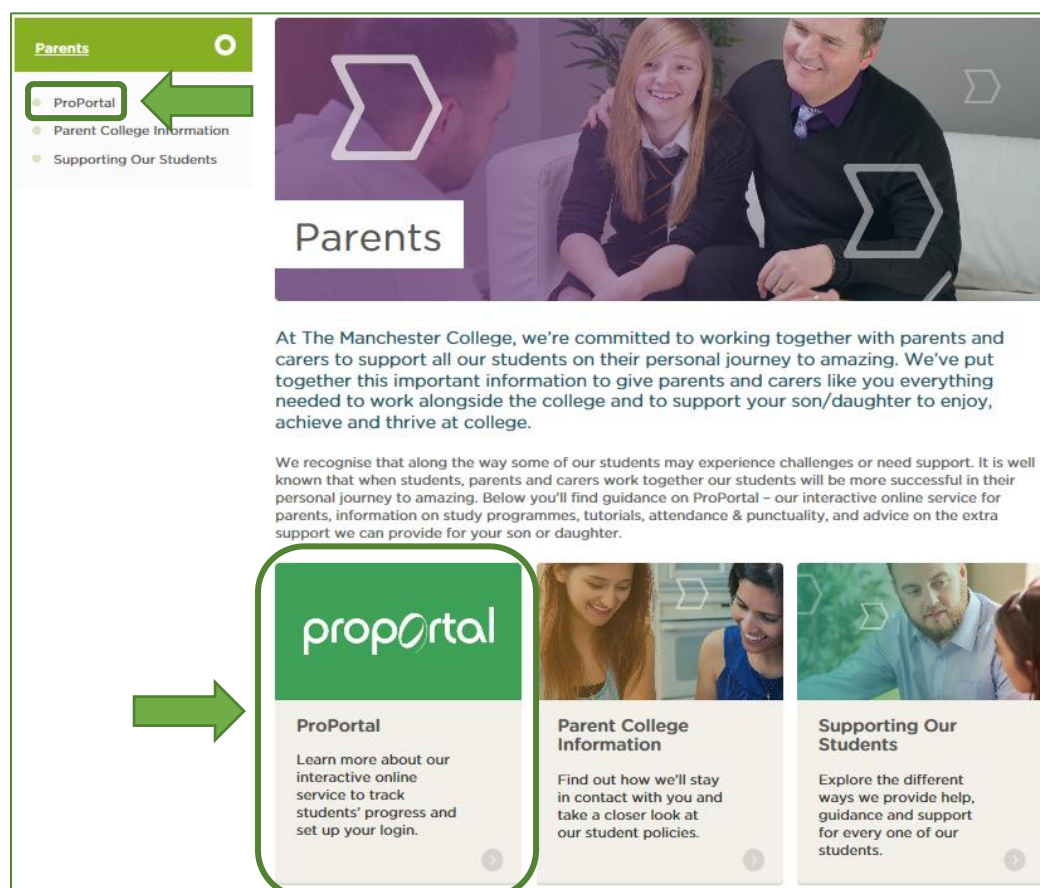 Parents
ProPortal
Parent College Information
Supporting Our Students
Parents
At The Manchester College, we're committed to working together with parents and
carers to support all our students on their personal journey to amazing. We've put
together this important information to give parents and carers like you everything
needed to work alongside the college and to support your son/daughter to enjoy,
achieve and thrive at college.
We recognise that along the way some of our students may experience challenges or need support. It is well
known that when students, parents and carers work together our students will be more successful in their
personal journey to amazing. Below you'll find guidance on ProPortal – our interactive online service for
parents, information on study programmes, tutorials, attendance & punctuality, and advice on the extra
support we can provide for your son or daughter.
proportal
ProPortal
Learn more about our
interactive online
service to track
students' progress and
set up your login.
Parent College
Information
Find out how we'll stay
in contact with you and
take a closer look at
our student policies.
Supporting Our
Students
Explore the different
ways we provide help,
guidance and support
for every one of our
students.